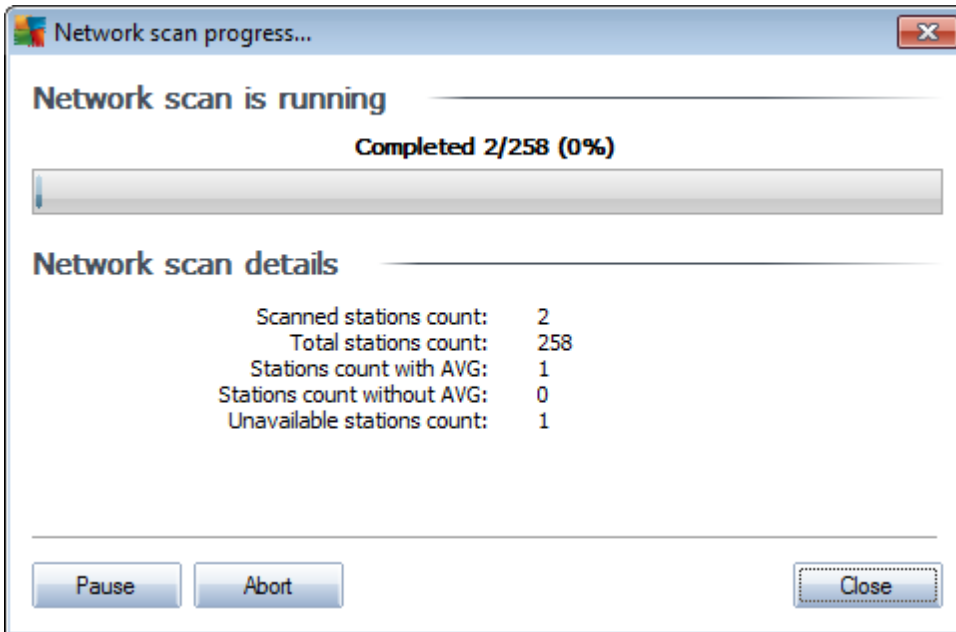 Network scan progress...
Network scan is running
Completed 2/258 (0%)
Network scan details
Scanned stations count: 2
Total stations count: 258
Stations count with AVG: 1
Stations count without AVG: 0
Unavailable stations count: 1
Pause Abort Close